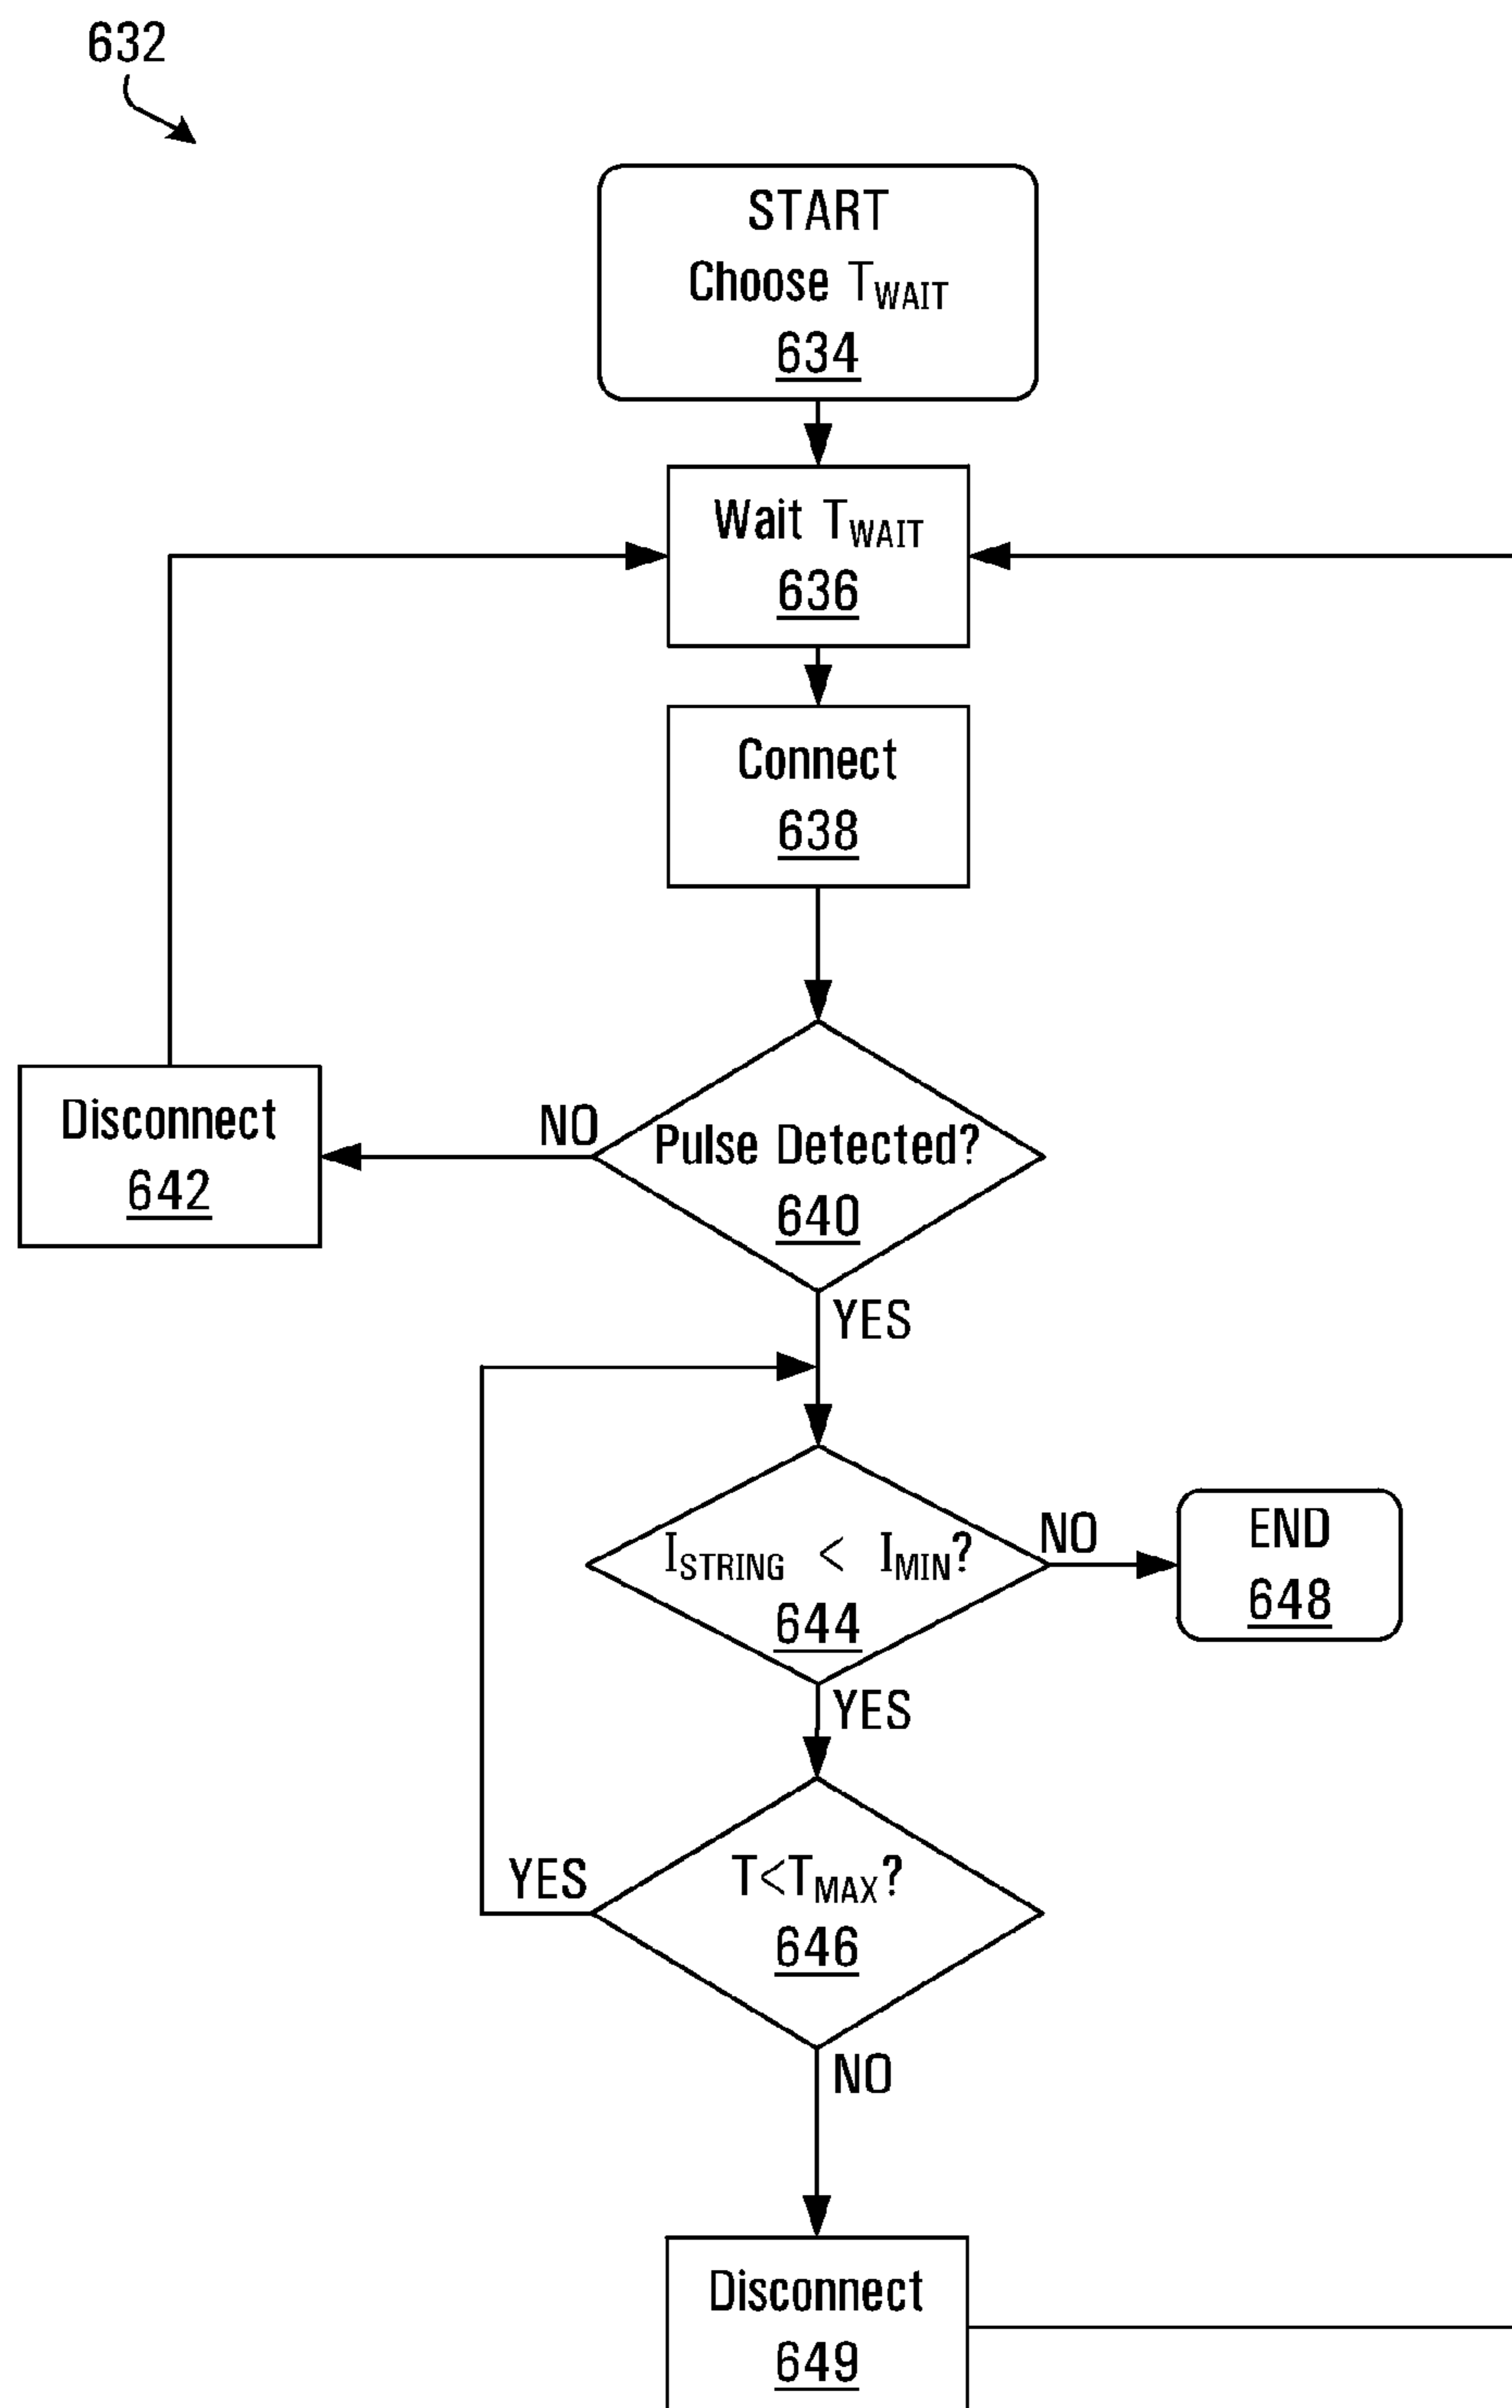 632
START
Choose TWAIT
634
Wait TWAIT
636
Connect
638
Disconnect
642
NO
Pulse Detected?
640
YES
ISTRING < IMIN?
644
NO
END
648
YES
YES
T<TMAX?
646
NO
Disconnect
649